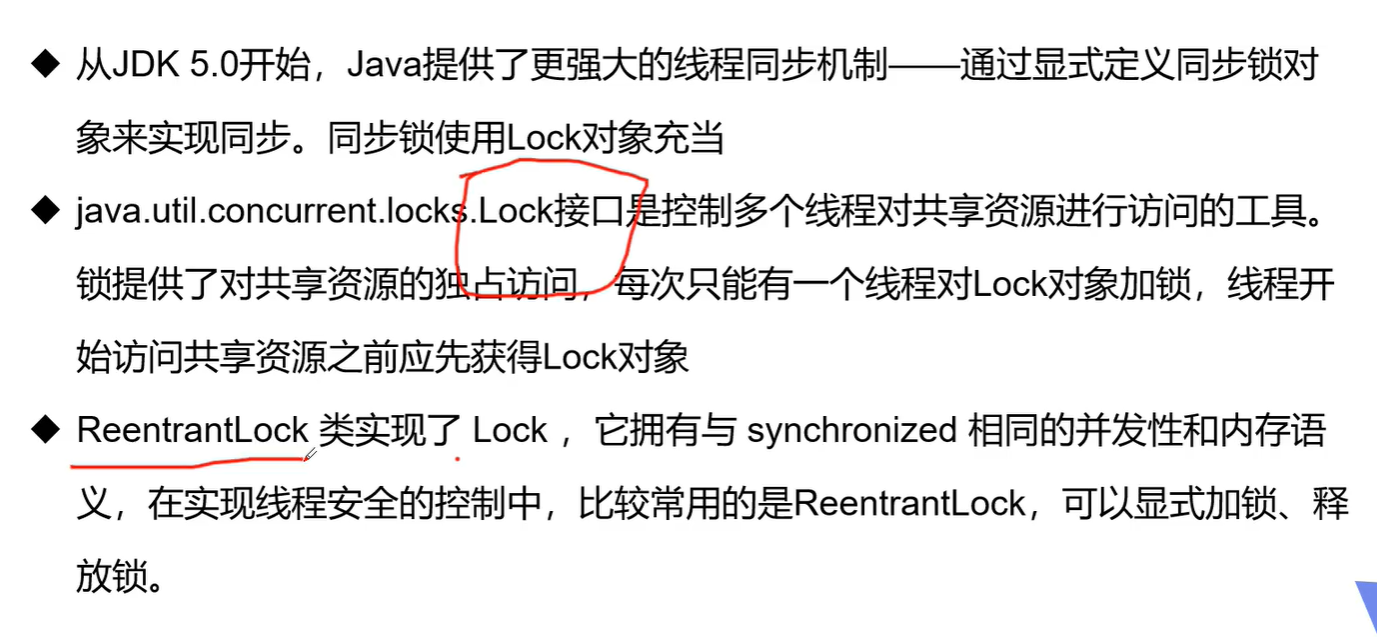 ◆ 从JDK 5.0开始，Java提供了更强大的线程同步机制——通过显式定义同步锁对
象来实现同步。同步锁使用Lock对象充当
◆ java.util.concurrent.locks.Lock接口是控制多个线程对共享资源进行访问的工具。
锁提供了对共享资源的独占访问，每次只能有一个线程对Lock对象加锁，线程开
始访问共享资源之前应先获得Lock对象
◆ ReentrantLock 类实现了 Lock ，它拥有与 synchronized 相同的并发性和内存语
义，在实现线程安全的控制中，比较常用的是ReentrantLock，可以显式加锁、释
放锁。